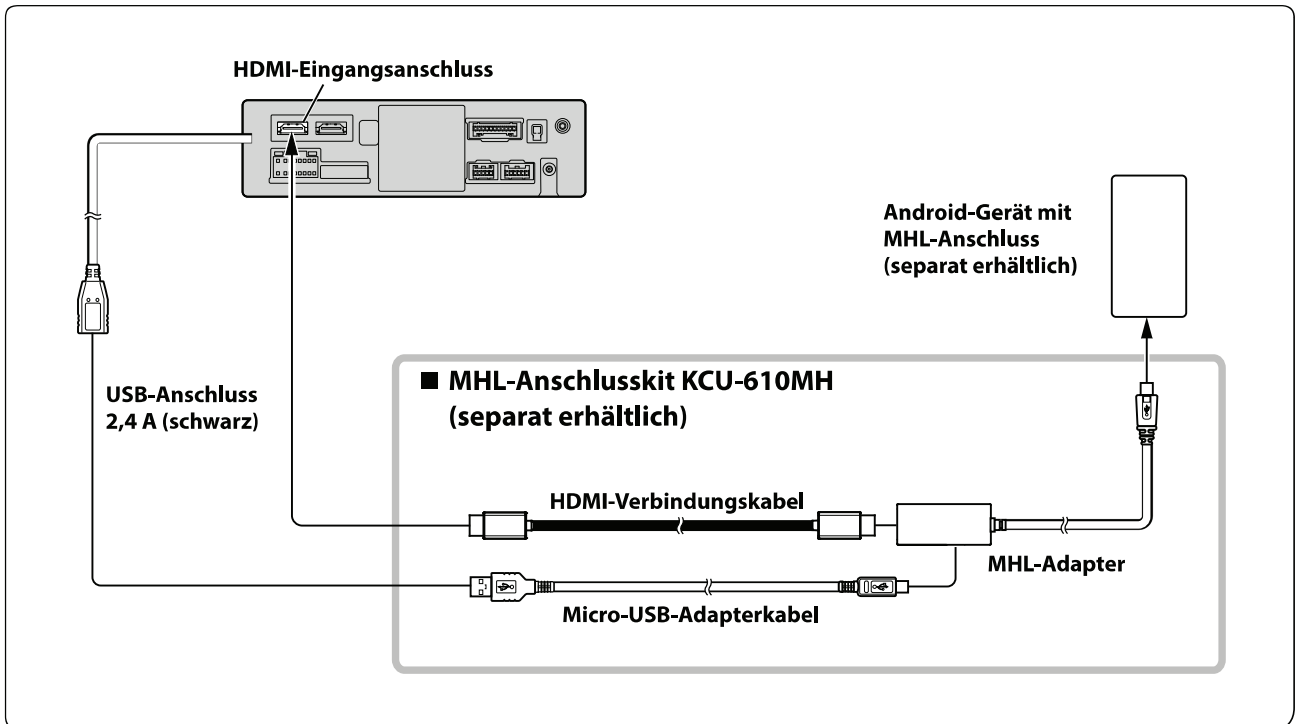 HDMI-Eingangsanschluss
Android-Gerät mit
MHL-Anschluss
(separat erhältlich)
USB-Anschluss
2,4 A (schwarz)
■ MHL-Anschlusskit KCU-610MH
(separat erhältlich)
HDMI-Verbindungskabel
MHL-Adapter
Micro-USB-Adapterkabel